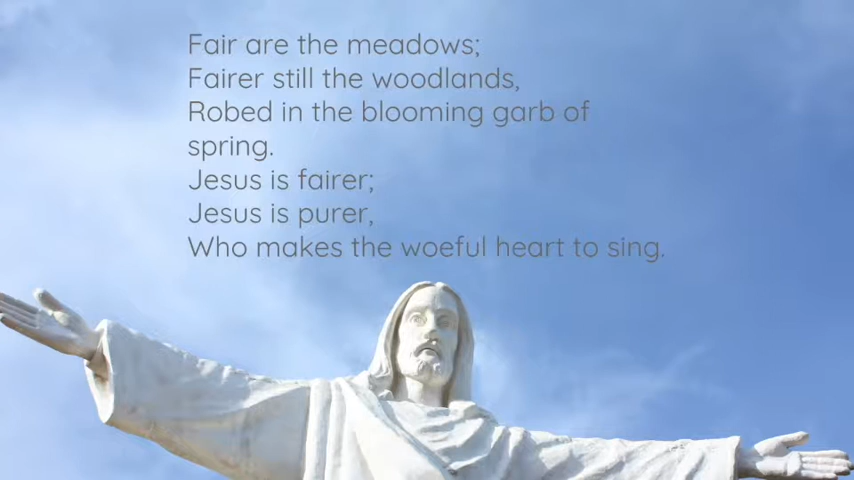 Fair are the meadows;
Fairer still the woodlands,
Robed in the blooming garb of
spring.
Jesus is fairer;
Jesus is purer,
Who makes the woeful heart to sing.